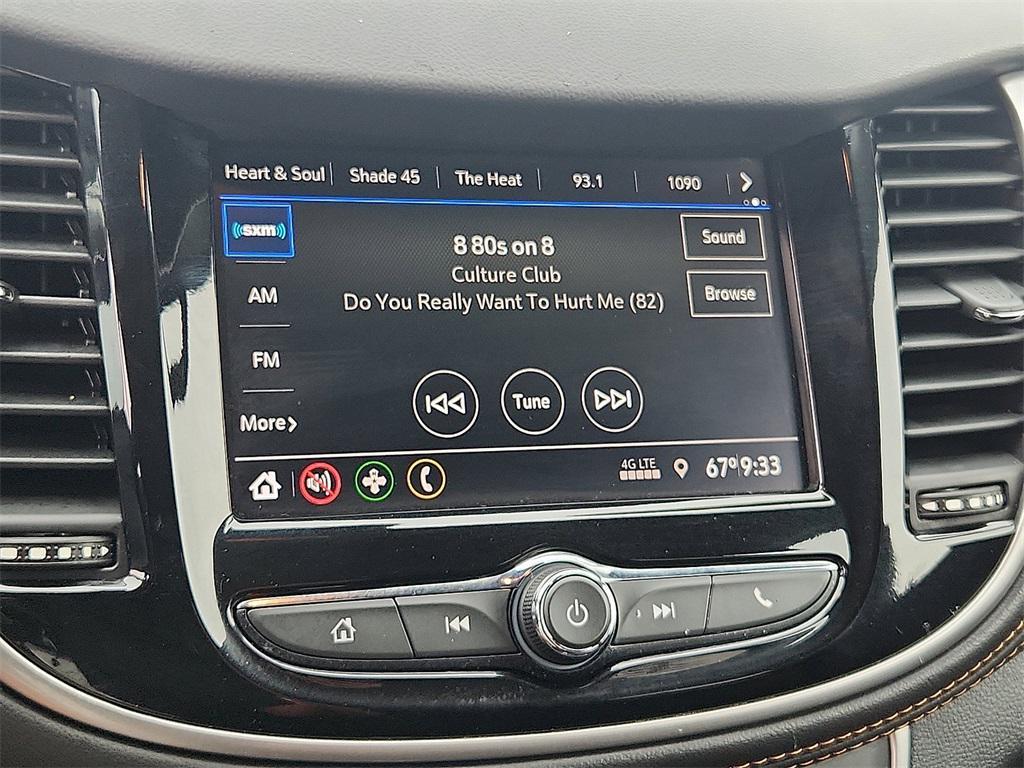 Heart & Soul Shade 45 The Heat 93.1 1090
sxm
8 80s on 8
Sound
Culture Club
AM
Do You Really Want To Hurt Me (82)
Browse
FM
Tune
More
4G LTE
67° 9:33